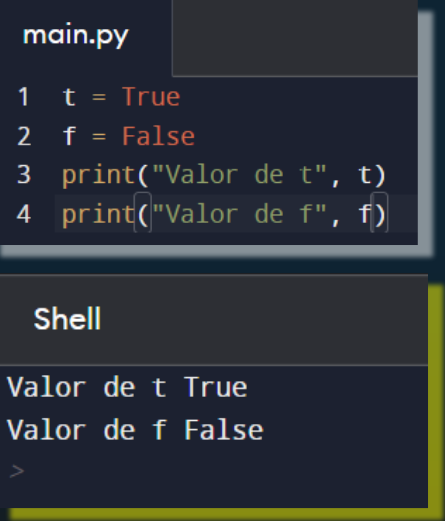 main.py
1 t = True
2 f = False
3 print("Valor de t", t)
4 print("Valor de f", f)
Shell
Valor de t True
Valor de f False
>